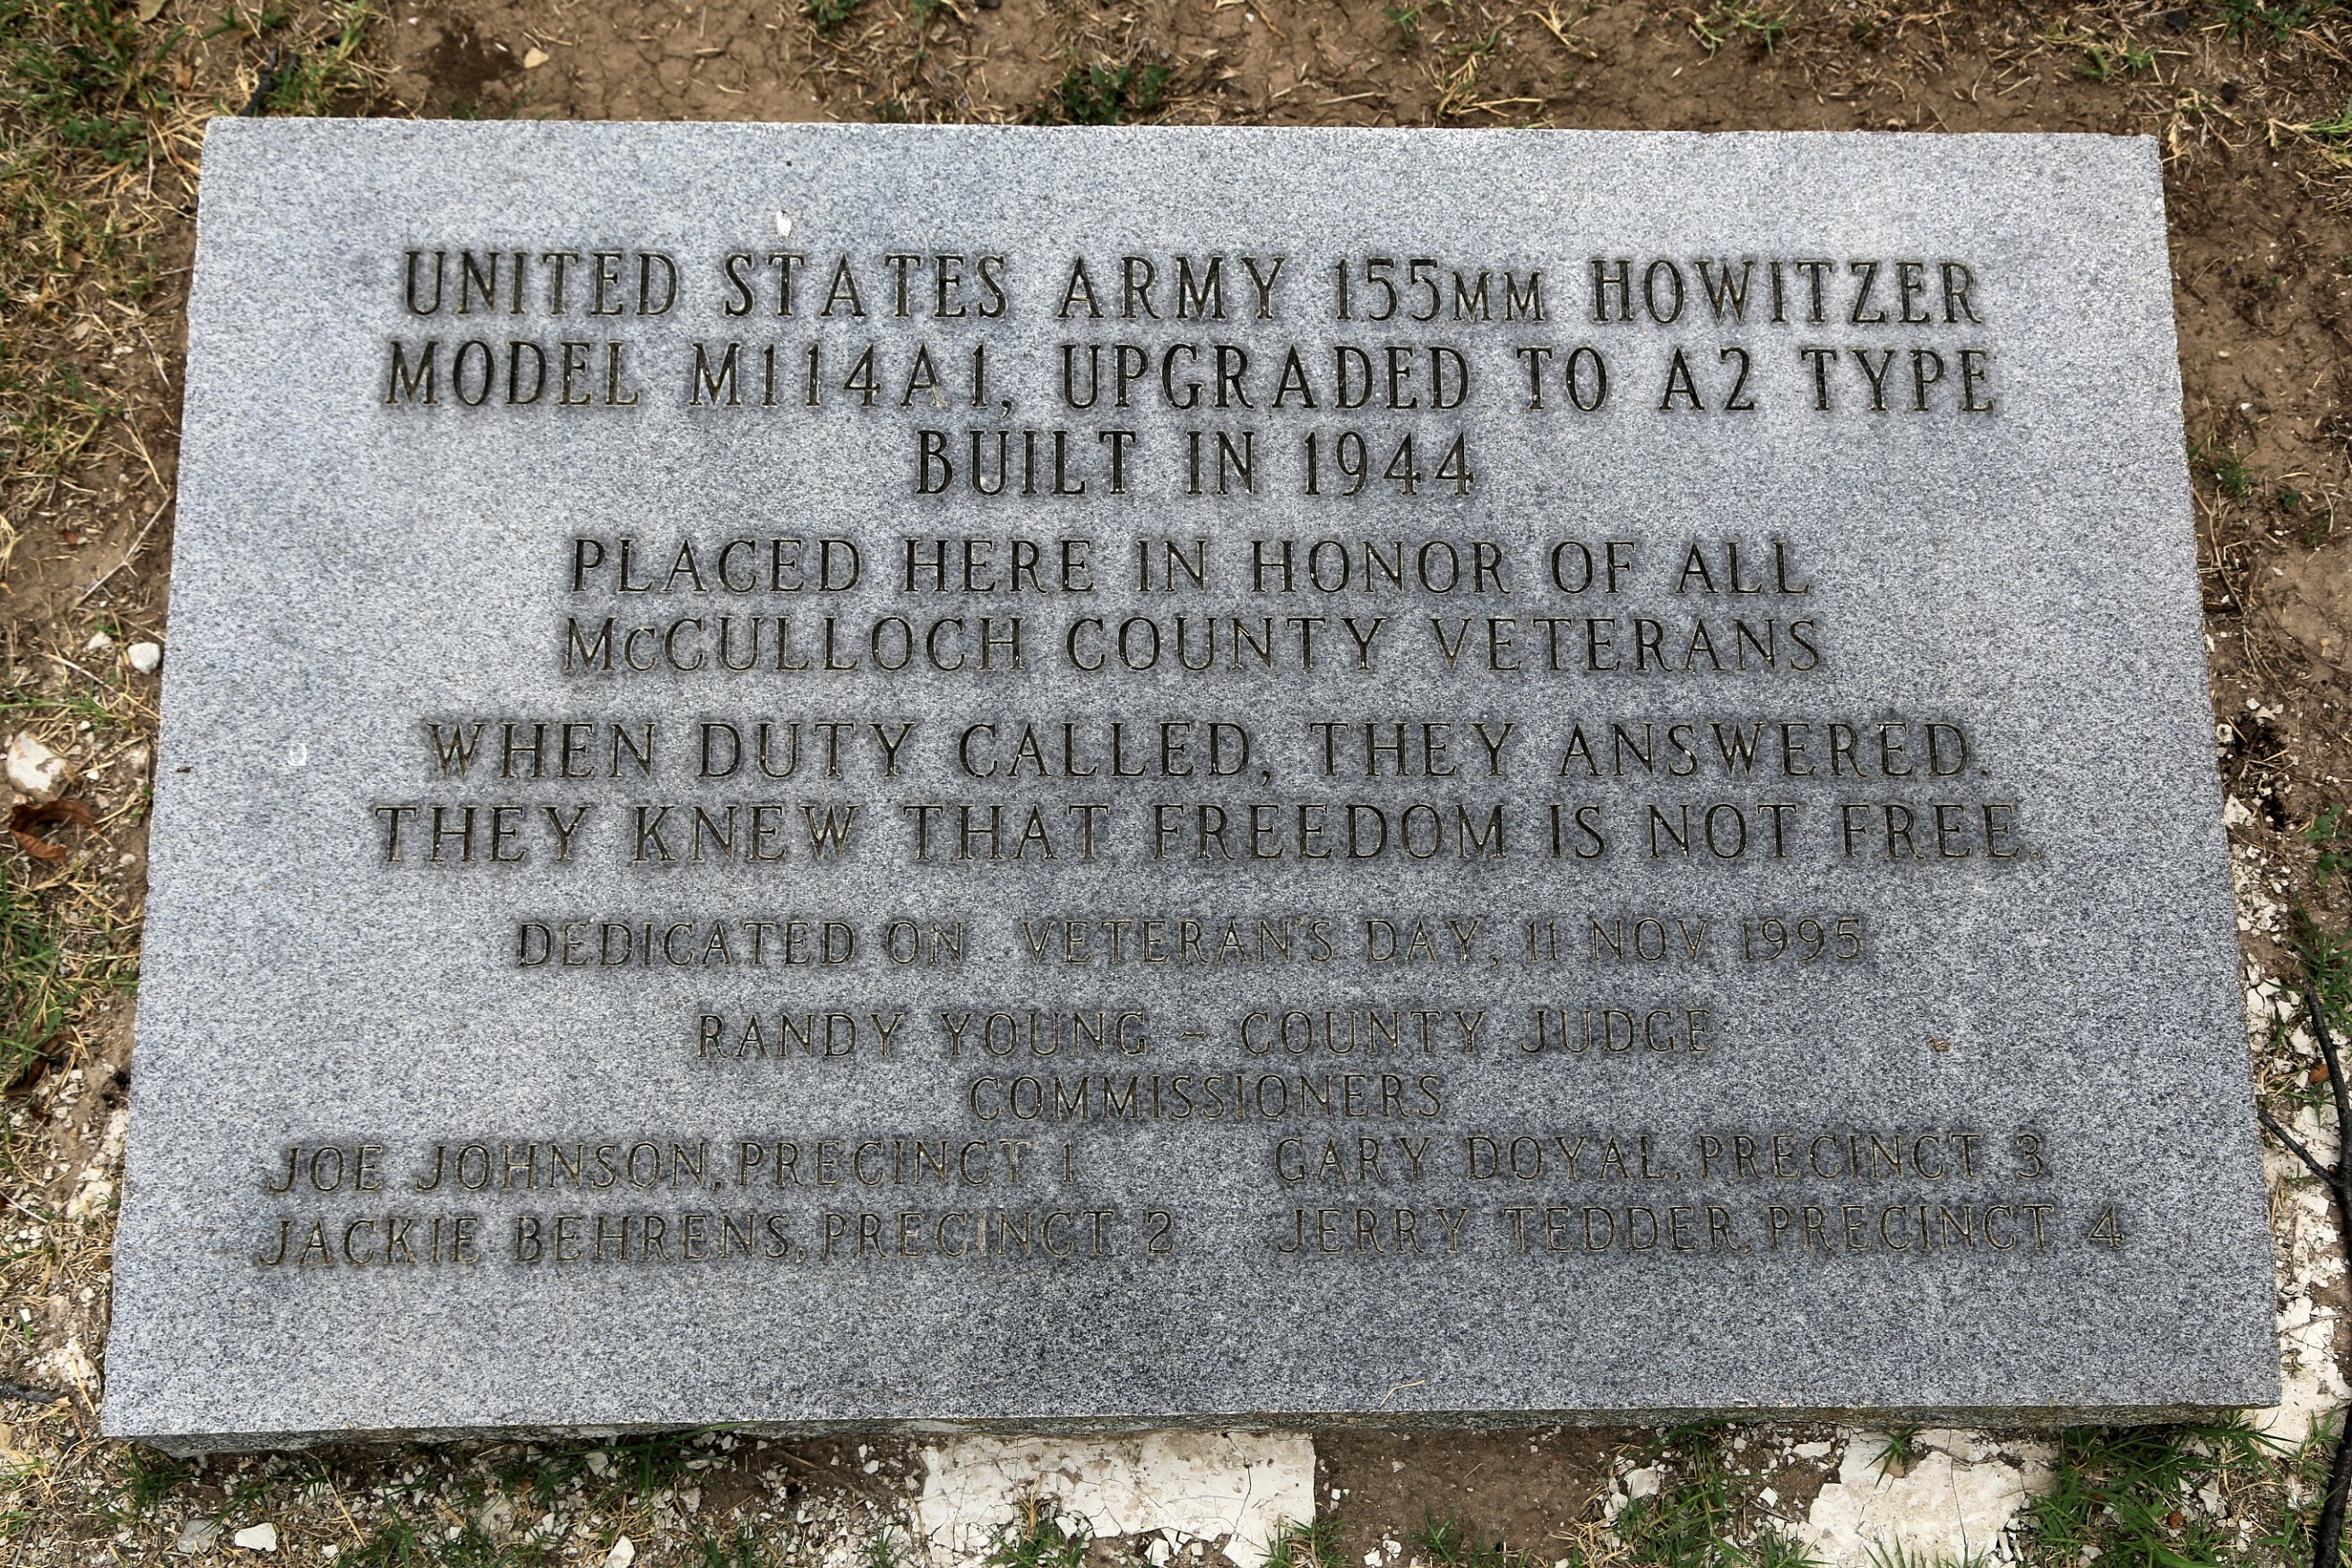 UNITED STATES ARMY 155MM HOWITZER
MODEL M114A1, UPGRADED TO A2 TYPE
BUILT IN 1944
PLACED HERE IN HONOR OF ALL
McCULLOCH COUNTY VETERANS
WHEN DUTY CALLED, THEY ANSWERED.
THEY KNEW THAT FREEDOM IS NOT FREE.
DEDICATED ON VETERAN'S DAY, 11 NOV 1995
RANDY YOUNG - COUNTY JUDGE
COMMISSIONERS
JOE JOHNSON, PRECINCT 1 GARY DOYAL, PRECINCT 3
JACKIE BEHRENS, PRECINCT 2 JERRY TEDDER, PRECINCT 4